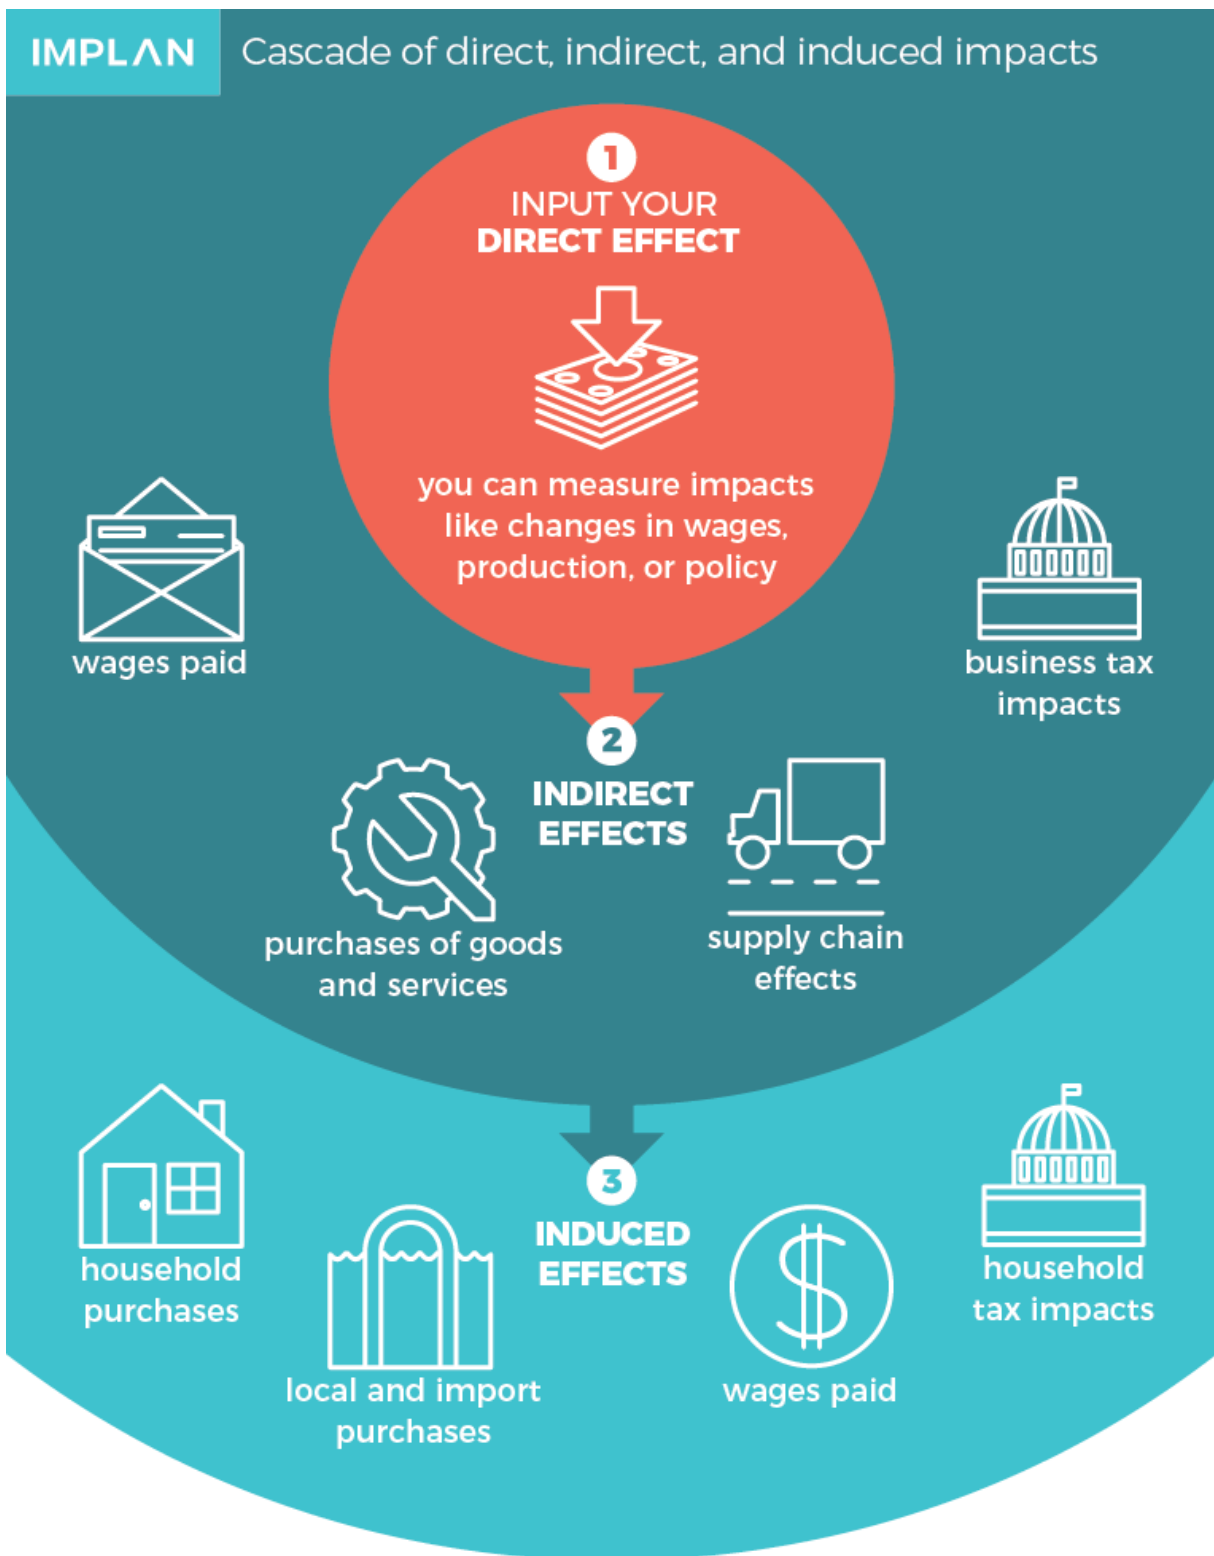 IMPLAN
Cascade of direct, indirect, and induced impacts
1
INPUT YOUR
DIRECT EFFECT
you can measure impacts
like changes in wages,
production, or policy
wages paid
business tax
impacts
2
INDIRECT
EFFECTS
purchases of goods
and services
supply chain
effects
3
INDUCED
EFFECTS
household
purchases
local and import
purchases
wages paid
household
tax impacts